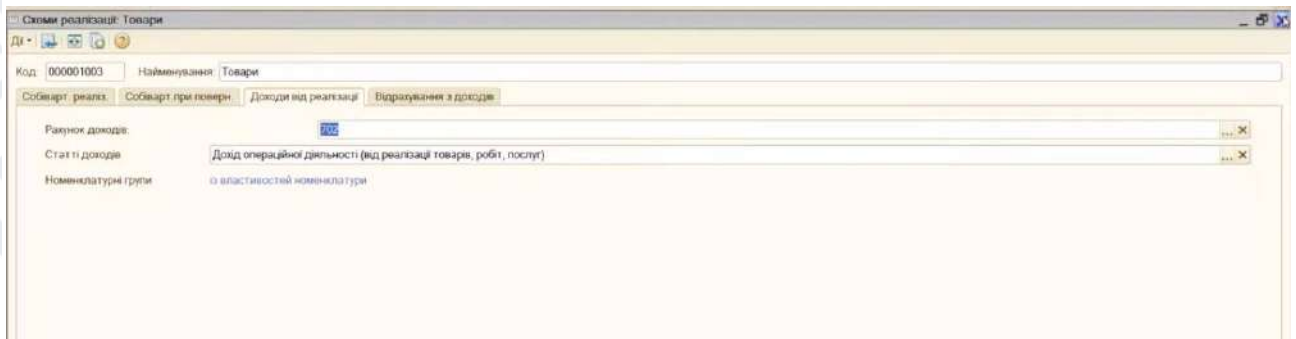 Схеми реалізації: Товари
Дії
Код: 000001003 Найменування: Товари
Собіварт. реаліз. Собіварт при поверн. Доходи від реалізації Відрахування з доходів
Рахунок доходів: 702 ...
Статті доходів Дохід операційної діяльності (від реалізації товарів, робіт, послуг) ...
Номенклатурні групи із властивостей номенклатури